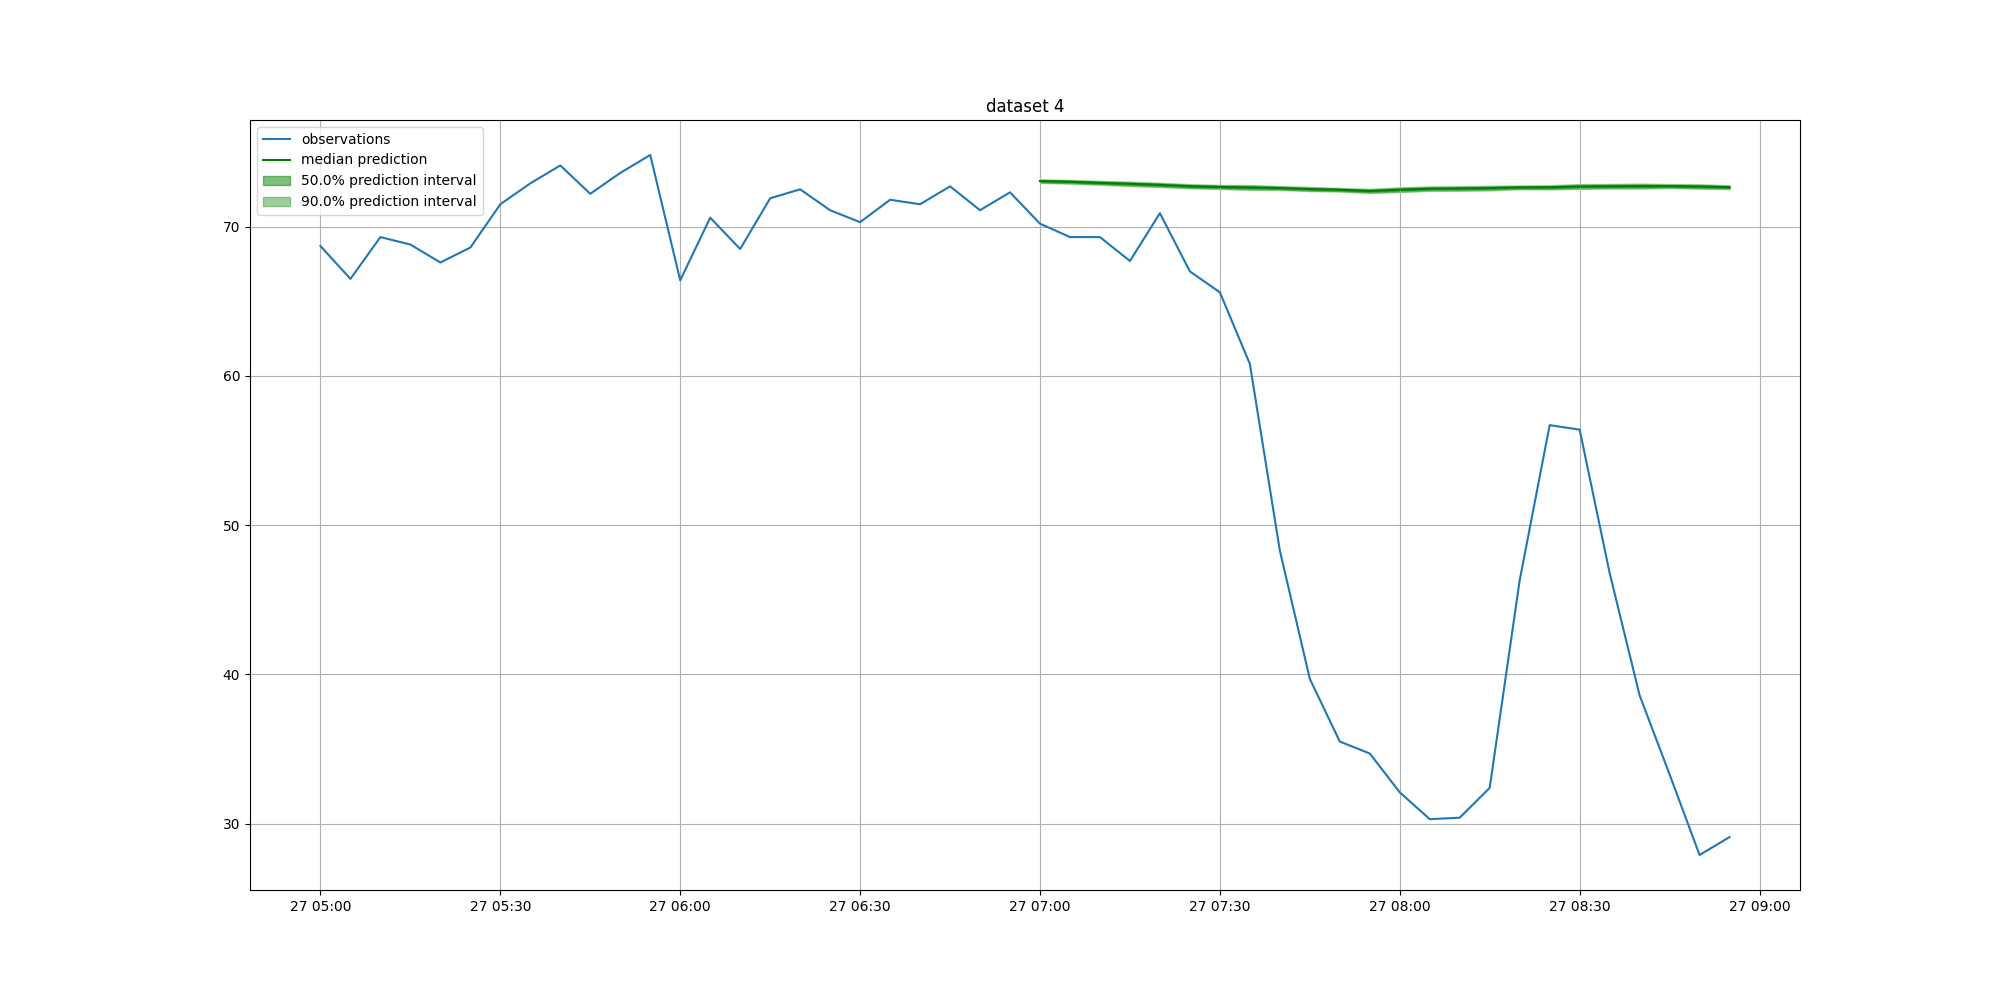 dataset 4
observations
median prediction
50.0% prediction interval
90.0% prediction interval
70
60
50
40
30
27 05:00 27 05:30 27 06:00 27 06:30 27 07:00 27 07:30 27 08:00 27 08:30 27 09:00